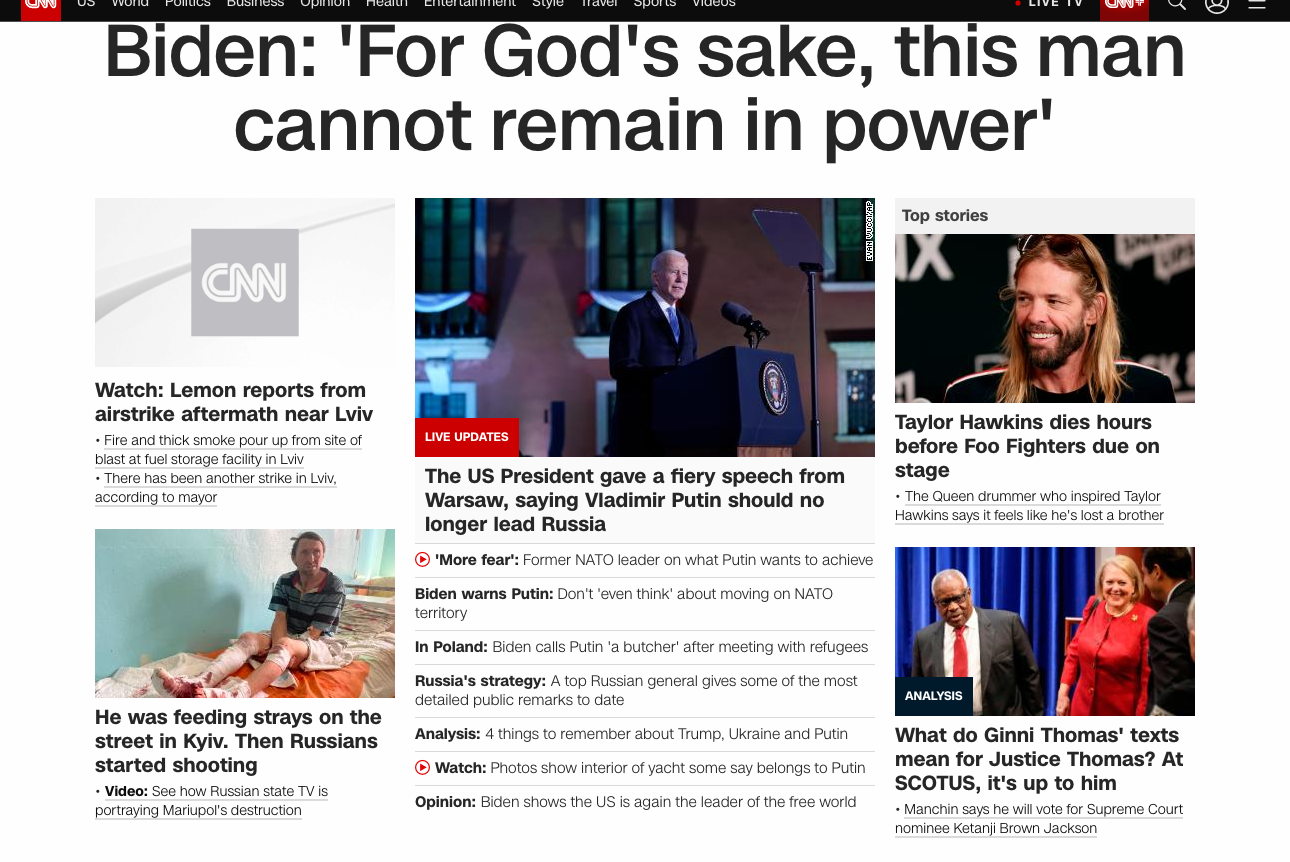 CNN US World Politics Business Opinion Health Entertainment Style Travel Sports Videos LIVE TV CNN+
Biden: 'For God's sake, this man
cannot remain in power'
CNN
Watch: Lemon reports from
airstrike aftermath near Lviv
• Fire and thick smoke pour up from site of
blast at fuel storage facility in Lviv
• There has been another strike in Lviv,
according to mayor
He was feeding strays on the
street in Kyiv. Then Russians
started shooting
• Video: See how Russian state TV is
portraying Mariupol's destruction
EVAN VUCCI/AP
LIVE UPDATES
The US President gave a fiery speech from
Warsaw, saying Vladimir Putin should no
longer lead Russia
'More fear': Former NATO leader on what Putin wants to achieve
Biden warns Putin: Don't 'even think' about moving on NATO
territory
In Poland: Biden calls Putin 'a butcher' after meeting with refugees
Russia's strategy: A top Russian general gives some of the most
detailed public remarks to date
Analysis: 4 things to remember about Trump, Ukraine and Putin
Watch: Photos show interior of yacht some say belongs to Putin
Opinion: Biden shows the US is again the leader of the free world
Top stories
Taylor Hawkins dies hours
before Foo Fighters due on
stage
• The Queen drummer who inspired Taylor
Hawkins says it feels like he's lost a brother
ANALYSIS
What do Ginni Thomas' texts
mean for Justice Thomas? At
SCOTUS, it's up to him
• Manchin says he will vote for Supreme Court
nominee Ketanji Brown Jackson